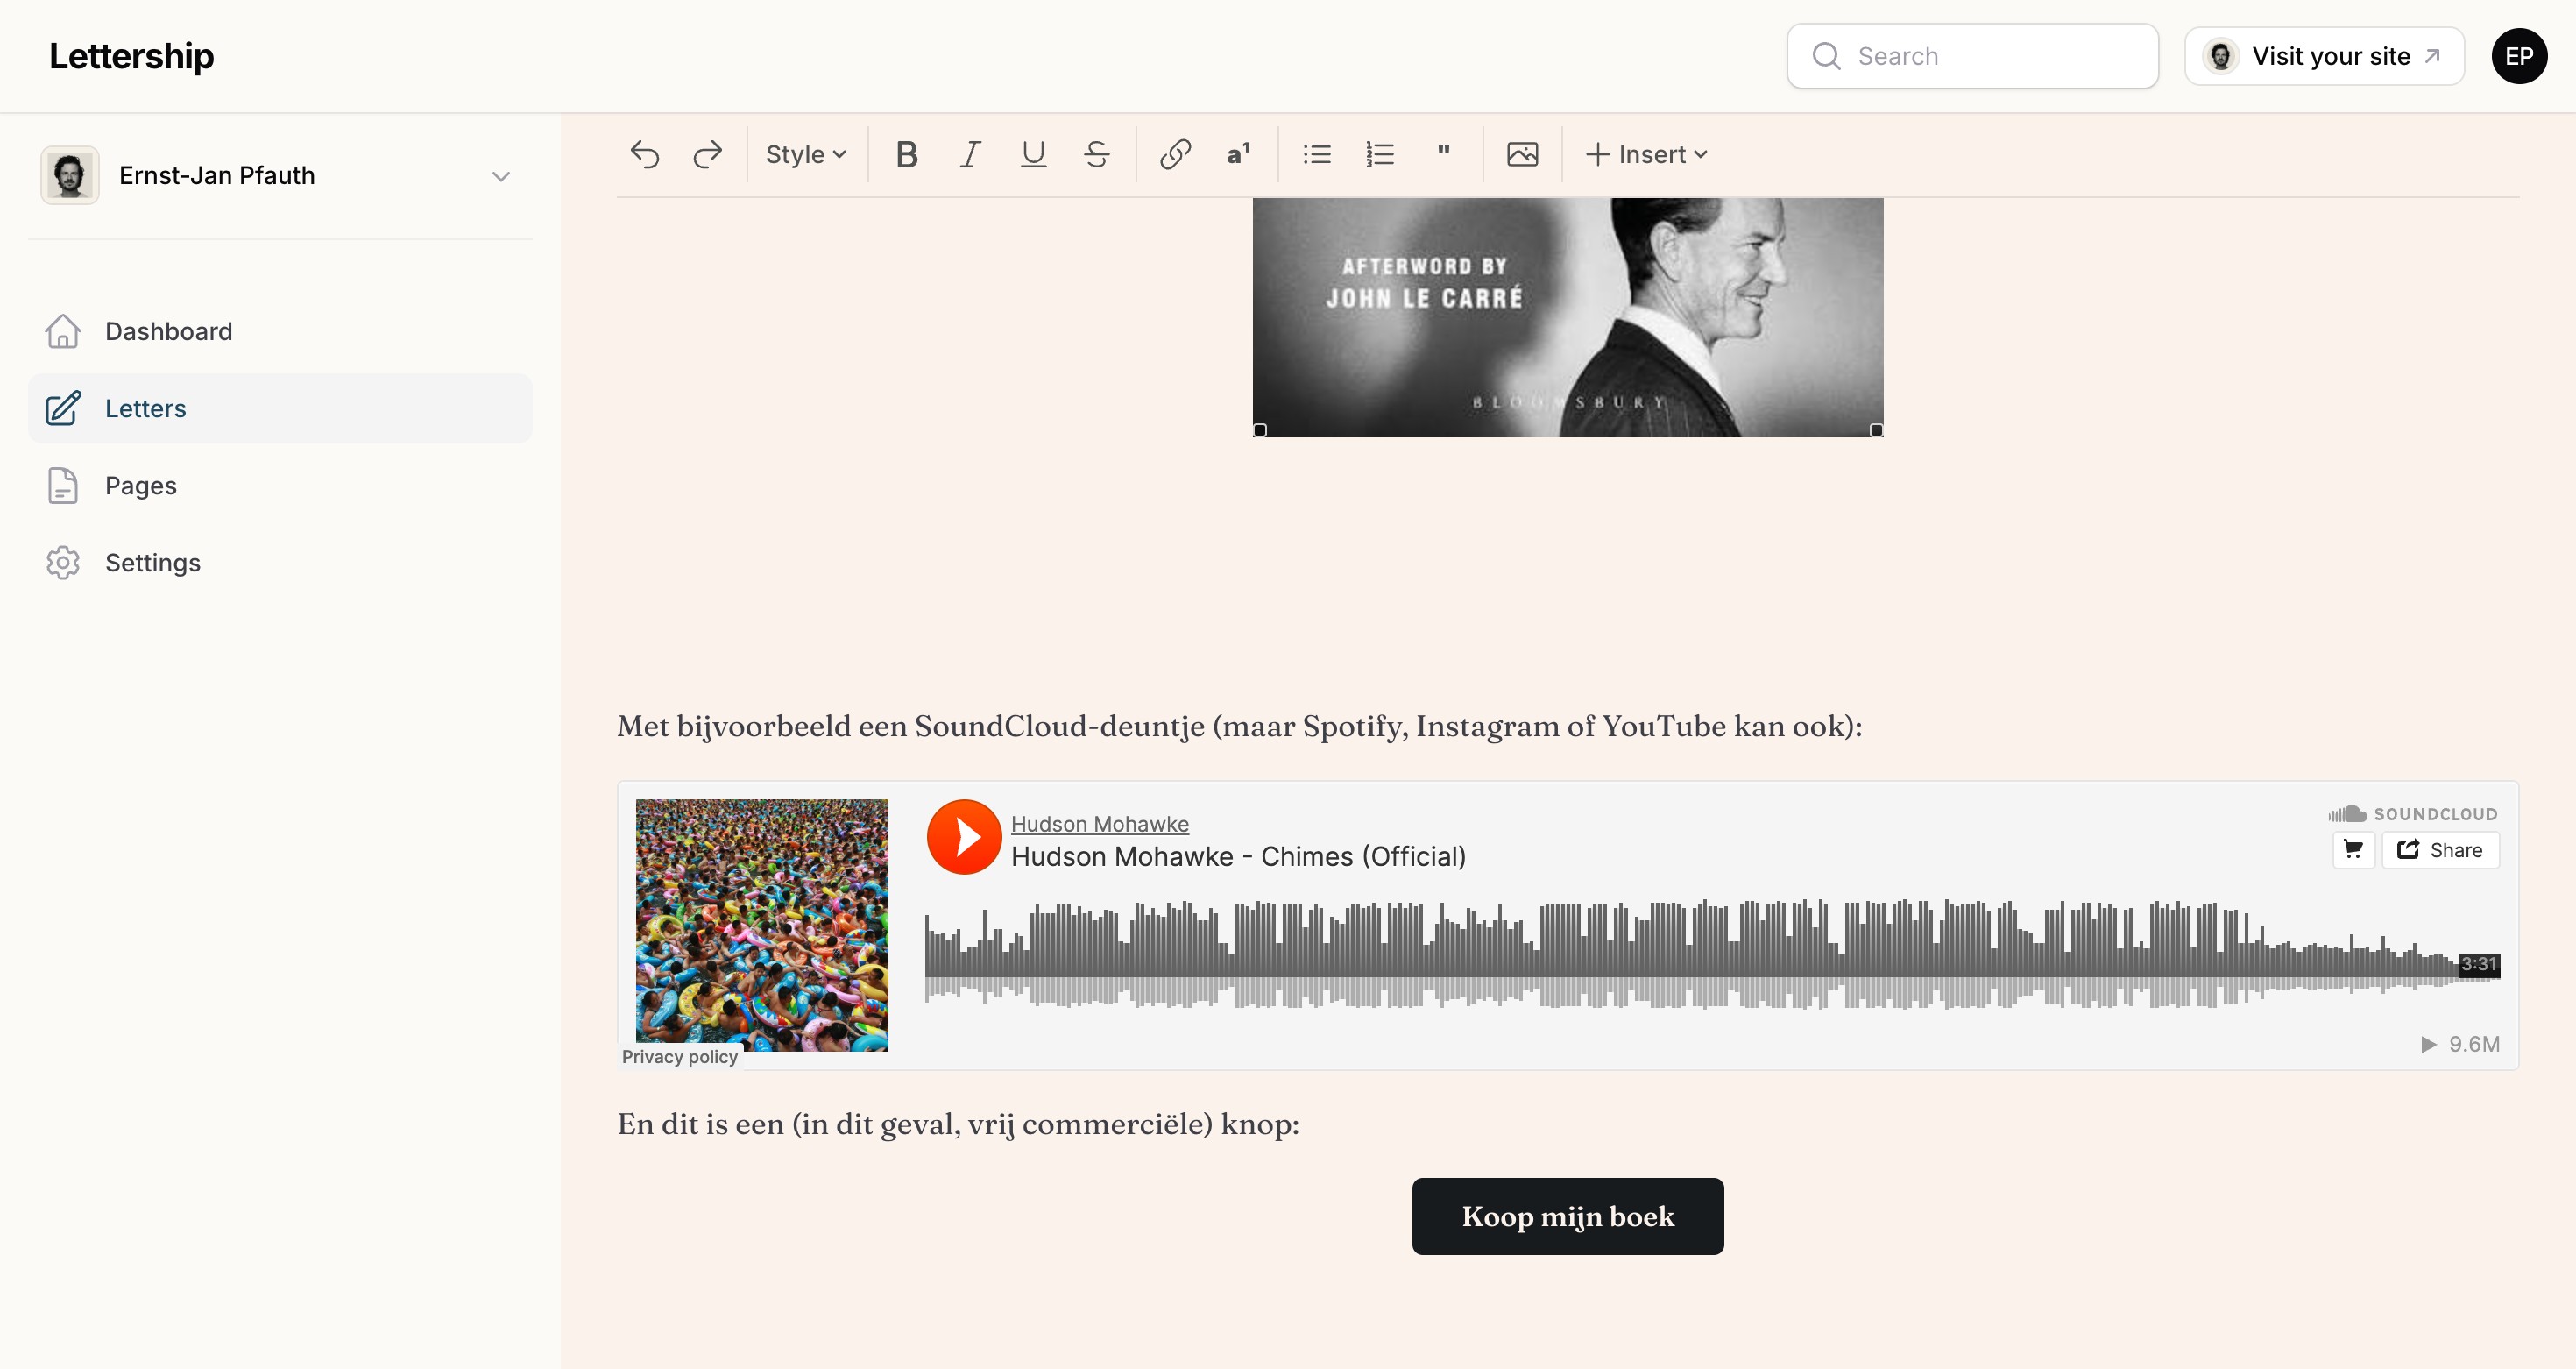 Lettership
Search
Visit your site
EP
Ernst-Jan Pfauth
Dashboard
Letters
Pages
Settings
Style
B I U S a¹ " Insert
AFTERWORD BY
JOHN LE CARRÉ
BLOOMSBURY
Met bijvoorbeeld een SoundCloud-deuntje (maar Spotify, Instagram of YouTube kan ook):
Hudson Mohawke
Hudson Mohawke - Chimes (Official)
SOUNDCLOUD
Share
3:31
Privacy policy
9.6M
En dit is een (in dit geval, vrij commerciële) knop:
Koop mijn boek